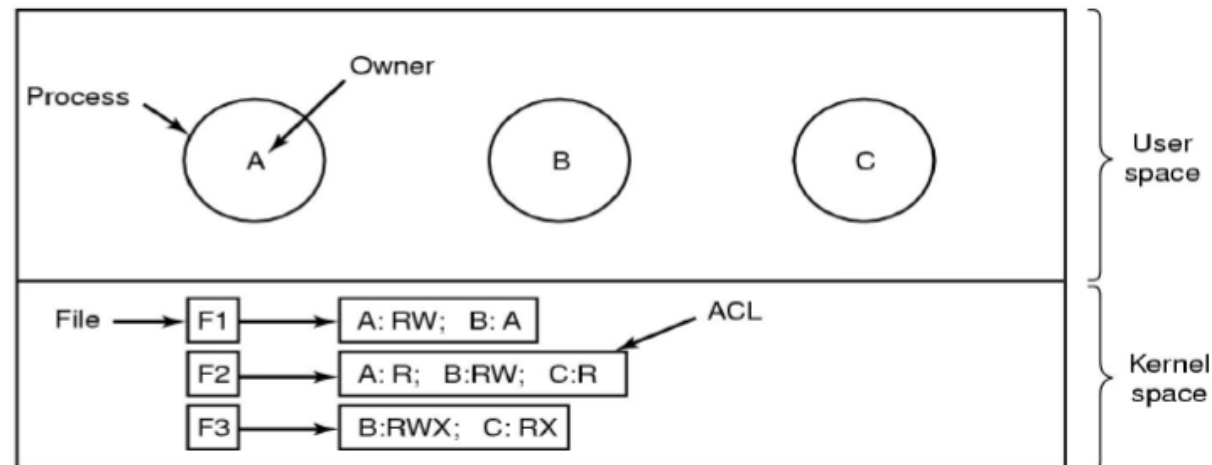 Owner
Process
A
B
C
User
space
File
F1
A: RW; B: A
ACL
F2
A: R; B:RW; C:R
F3
B:RWX; C: RX
Kernel
space